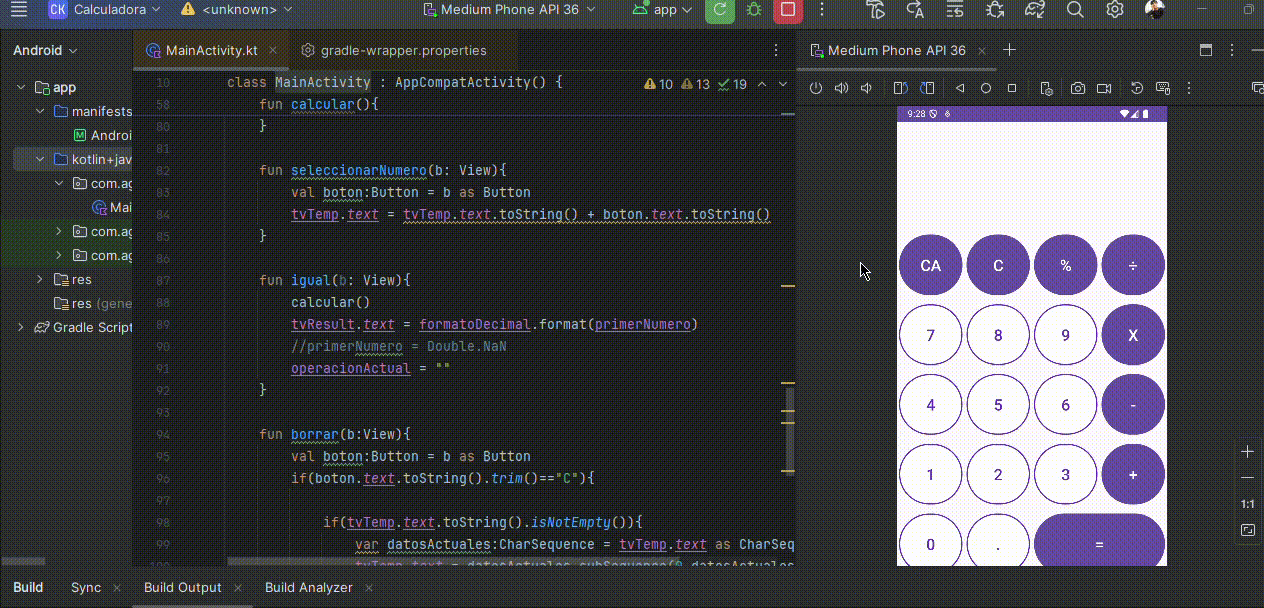 CK Calculadora <unknown> Medium Phone API 36 app
Android MainActivity.kt gradle-wrapper.properties Medium Phone API 36
app
manifests
Androi
kotlin+jav
com.ag
Mai
com.ag
com.ag
res
res (gene
Gradle Script
10 class MainActivity : AppCompatActivity() { 10 13 19
58 fun calcular(){
80 }
81
82 fun seleccionarNumero(b: View){
83 val boton:Button = b as Button
84 tvTemp.text = tvTemp.text.toString() + boton.text.toString()
85 }
86
87 fun igual(b: View){
88 calcular()
89 tvResult.text = formatoDecimal.format(primerNumero)
90 //primerNumero = Double.NaN
91 operacionActual = ""
92 }
93
94 fun borrar(b:View){
95 val boton:Button = b as Button
96 if(boton.text.toString().trim()=="C"){
97
98 if(tvTemp.text.toString().isNotEmpty()){
99 var datosActuales:CharSequence = tvTemp.text as CharSeq
9:28
CA C % ÷
7 8 9 X
4 5 6 -
1 2 3 +
0 . =
1:1
Build Sync Build Output Build Analyzer